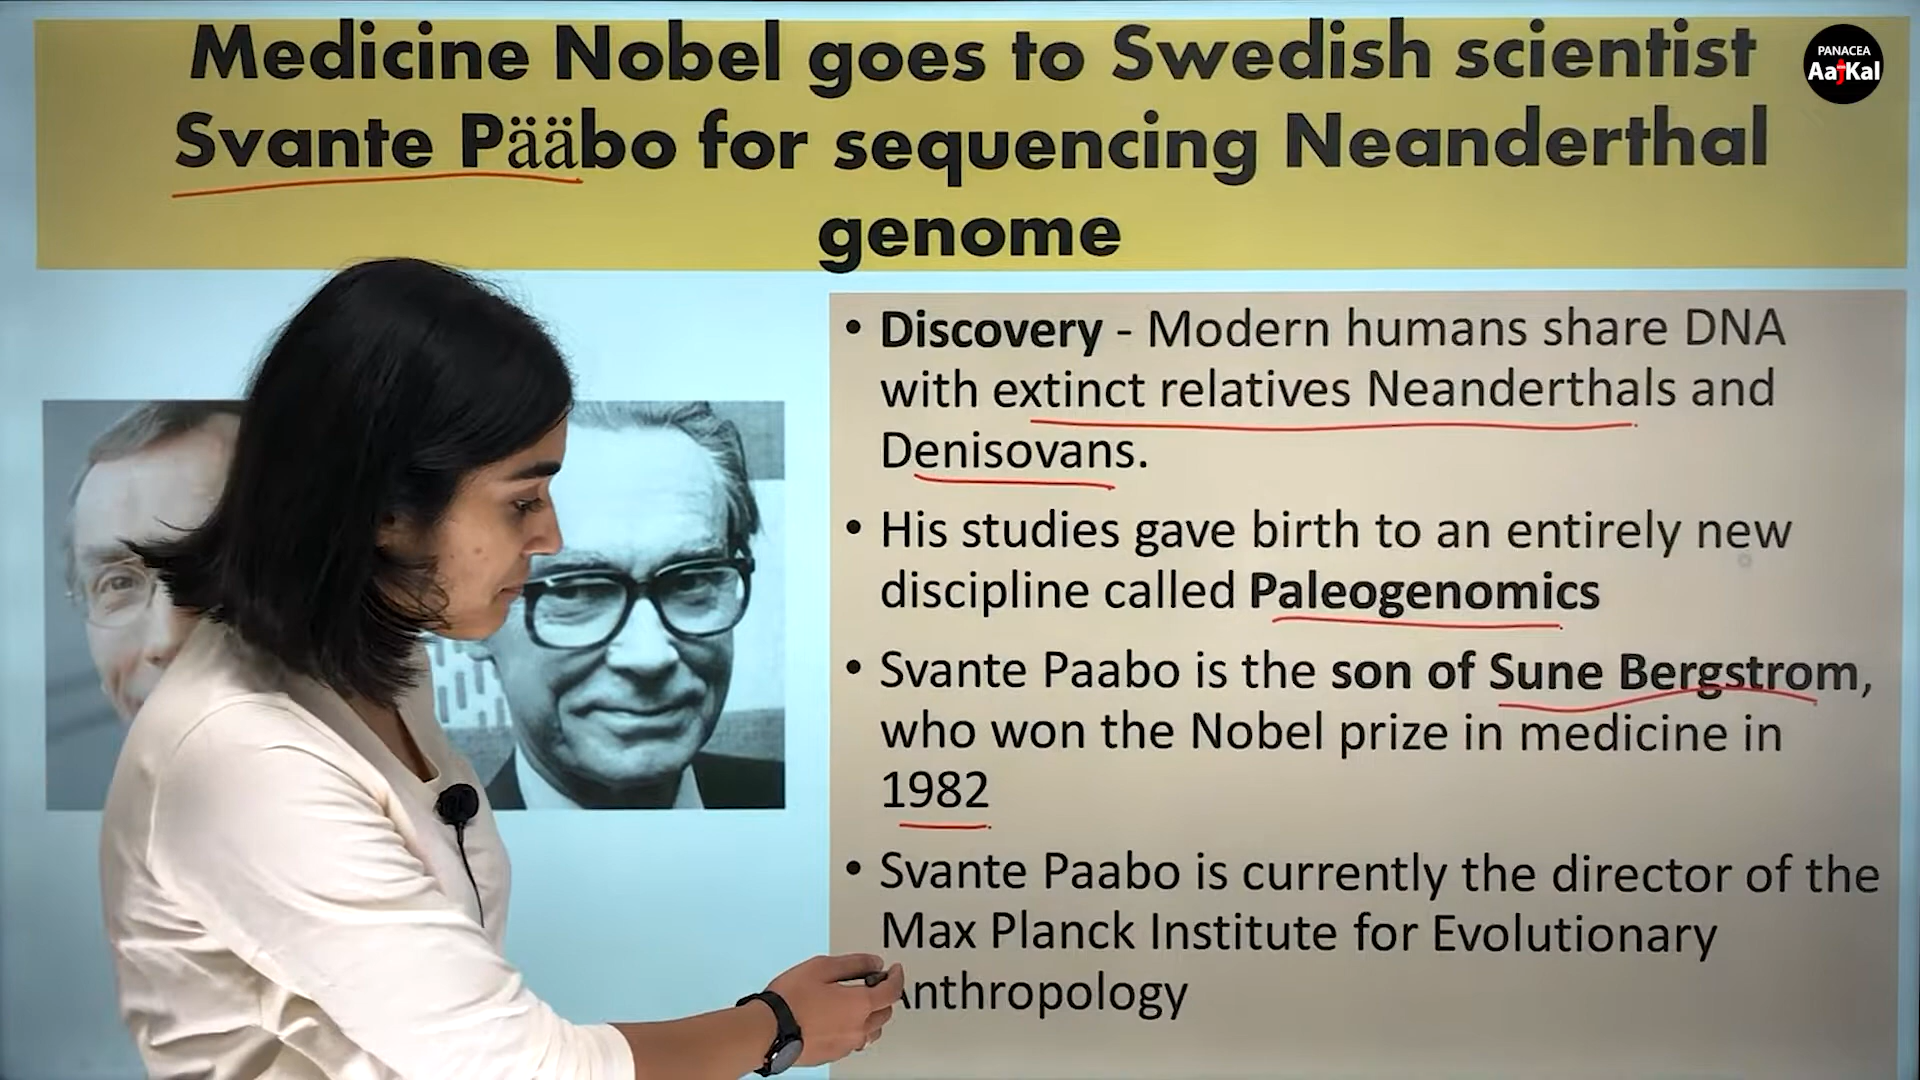 Medicine Nobel goes to Swedish scientist
Svante Pääbo for sequencing Neanderthal
genome
PANACEA
AajKal
• Discovery - Modern humans share DNA
with extinct relatives Neanderthals and
Denisovans.
• His studies gave birth to an entirely new
discipline called Paleogenomics
• Svante Paabo is the son of Sune Bergstrom,
who won the Nobel prize in medicine in
1982
• Svante Paabo is currently the director of the
Max Planck Institute for Evolutionary
Anthropology